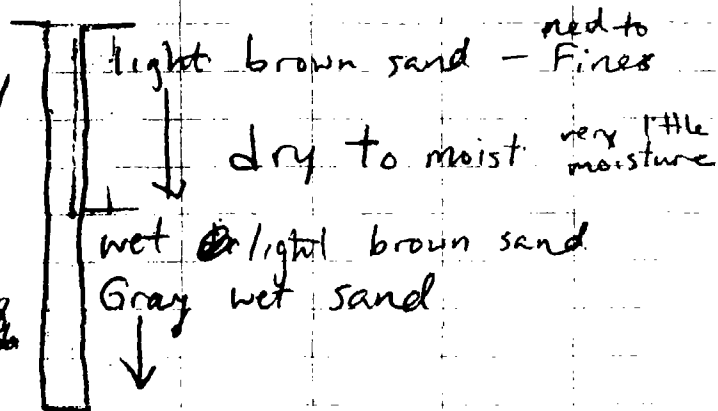 med to
light brown sand - Fines
very little
dry to moist moisture
wet light brown sand
Gray wet sand